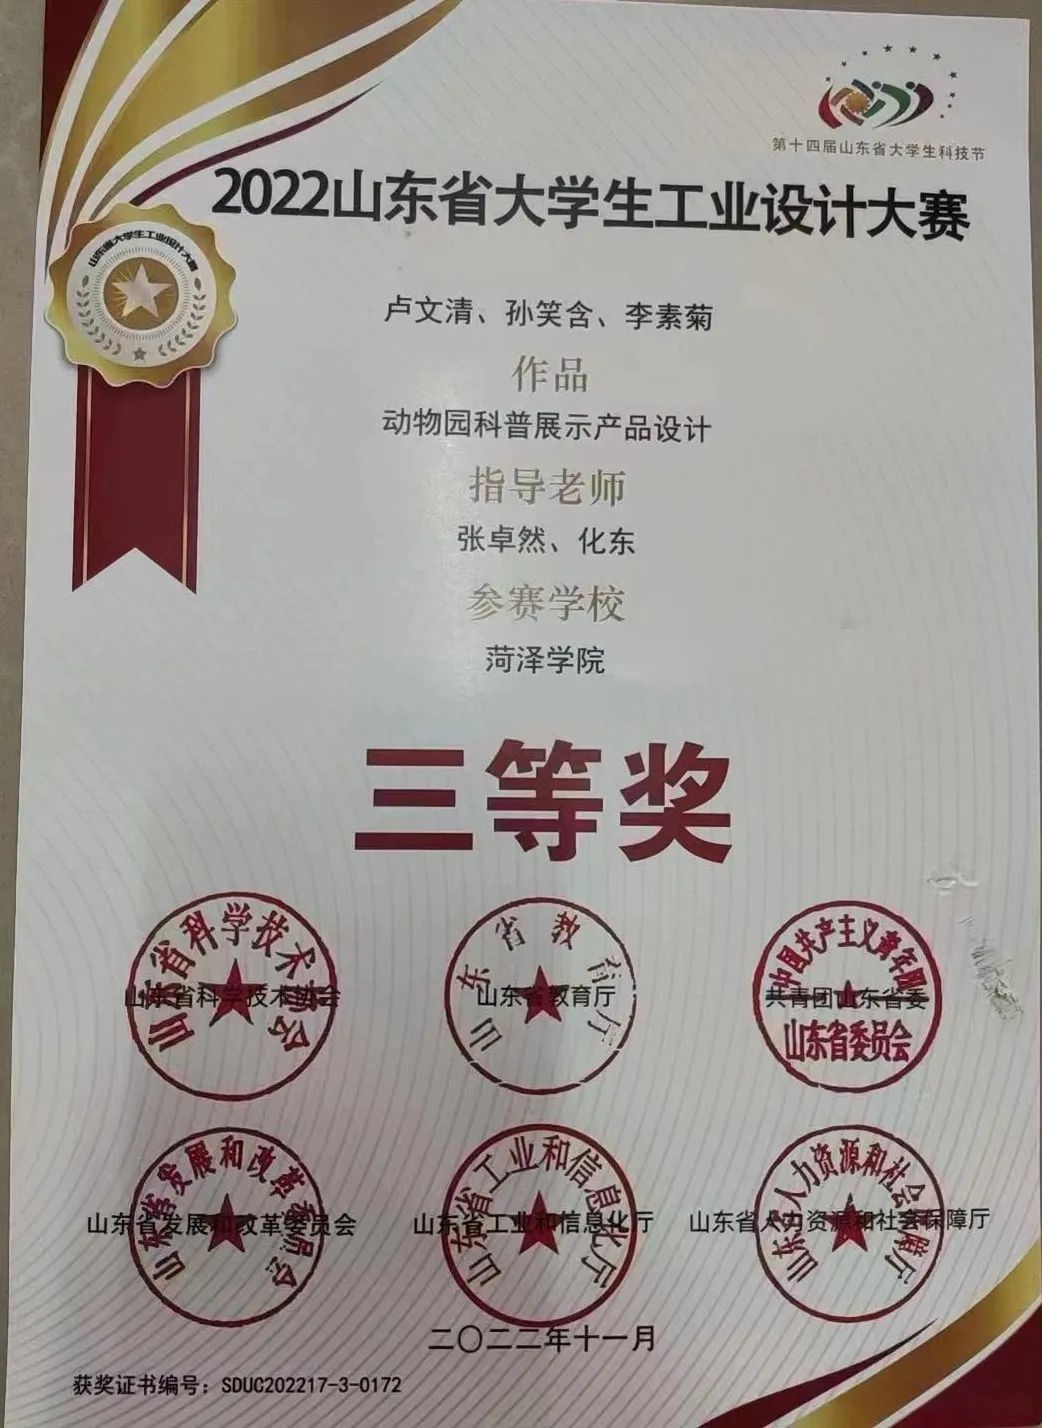 第十四届山东省大学生科技节
2022山东省大学生工业设计大赛
山东省大学生工业设计大赛
卢文清、孙笑含、李素菊
作品
动物园科普展示产品设计
指导老师
张卓然、化东
参赛学校
菏泽学院
三等奖
山东省科学技术协会
山东省科学技术协会
山东省教育厅
山东省教育厅
中国共产主义青年团
共青团山东省委
山东省委员会
山东省发展和改革委员会
山东省发展和改革委员会
山东省工业和信息化厅
山东省工业和信息化厅
山东省人力资源和社会保障厅
山东省人力资源和社会保障厅
二〇二二年十一月
获奖证书编号：SDUC202217-3-0172